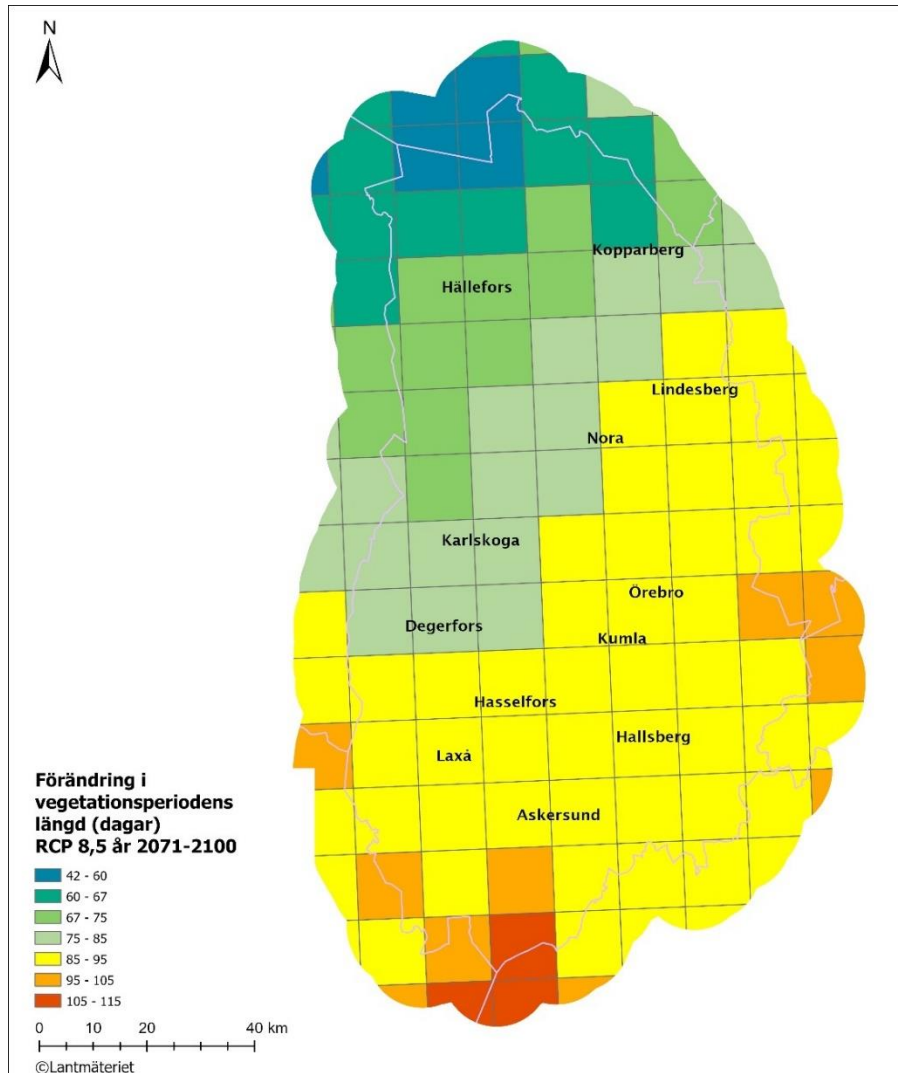 N
Kopparberg
Hällefors
Lindesberg
Nora
Karlskoga
Örebro
Degerfors
Kumla
Hasselfors
Hallsberg
Laxå
Askersund
Förändring i
vegetationsperiodens
längd (dagar)
RCP 8,5 år 2071-2100
42 - 60
60 - 67
67 - 75
75 - 85
85 - 95
95 - 105
105 - 115
0 10 20 40 km
©Lantmäteriet